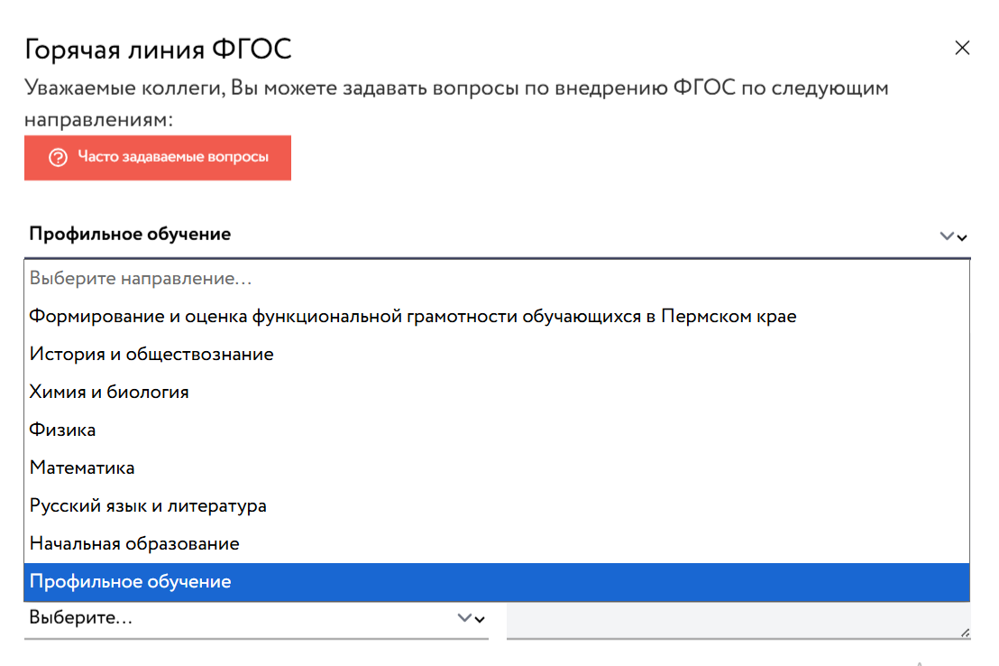 Горячая линия ФГОС
Уважаемые коллеги, Вы можете задавать вопросы по внедрению ФГОС по следующим
направлениям:
Часто задаваемые вопросы
Профильное обучение
Выберите направление...
Формирование и оценка функциональной грамотности обучающихся в Пермском крае
История и обществознание
Химия и биология
Физика
Математика
Русский язык и литература
Начальная образование
Профильное обучение
Выберите...